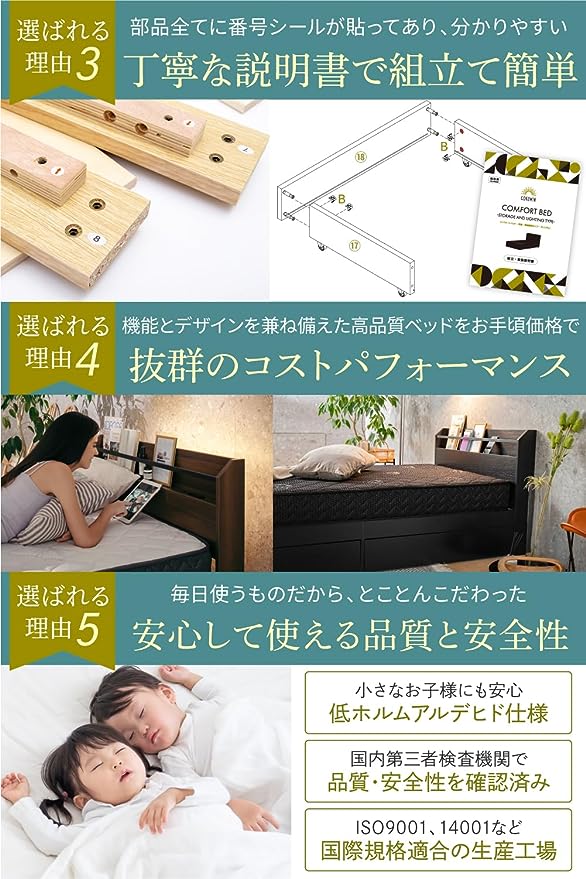 選ばれる
理由3
部品全てに番号シールが貼ってあり、分かりやすい
丁寧な説明書で組立て簡単
B
⑱
B
⑰
COMFORT BED
-STORAGE AND LIGHTING TYPE-
選ばれる
理由4
機能とデザインを兼ね備えた高品質ベッドをお手頃価格で
抜群のコストパフォーマンス
選ばれる
理由5
毎日使うものだから、とことんこだわった
安心して使える品質と安全性
小さなお子様にも安心
低ホルムアルデヒド仕様
国内第三者検査機関で
品質・安全性を確認済み
ISO9001、14001など
国際規格適合の生産工場